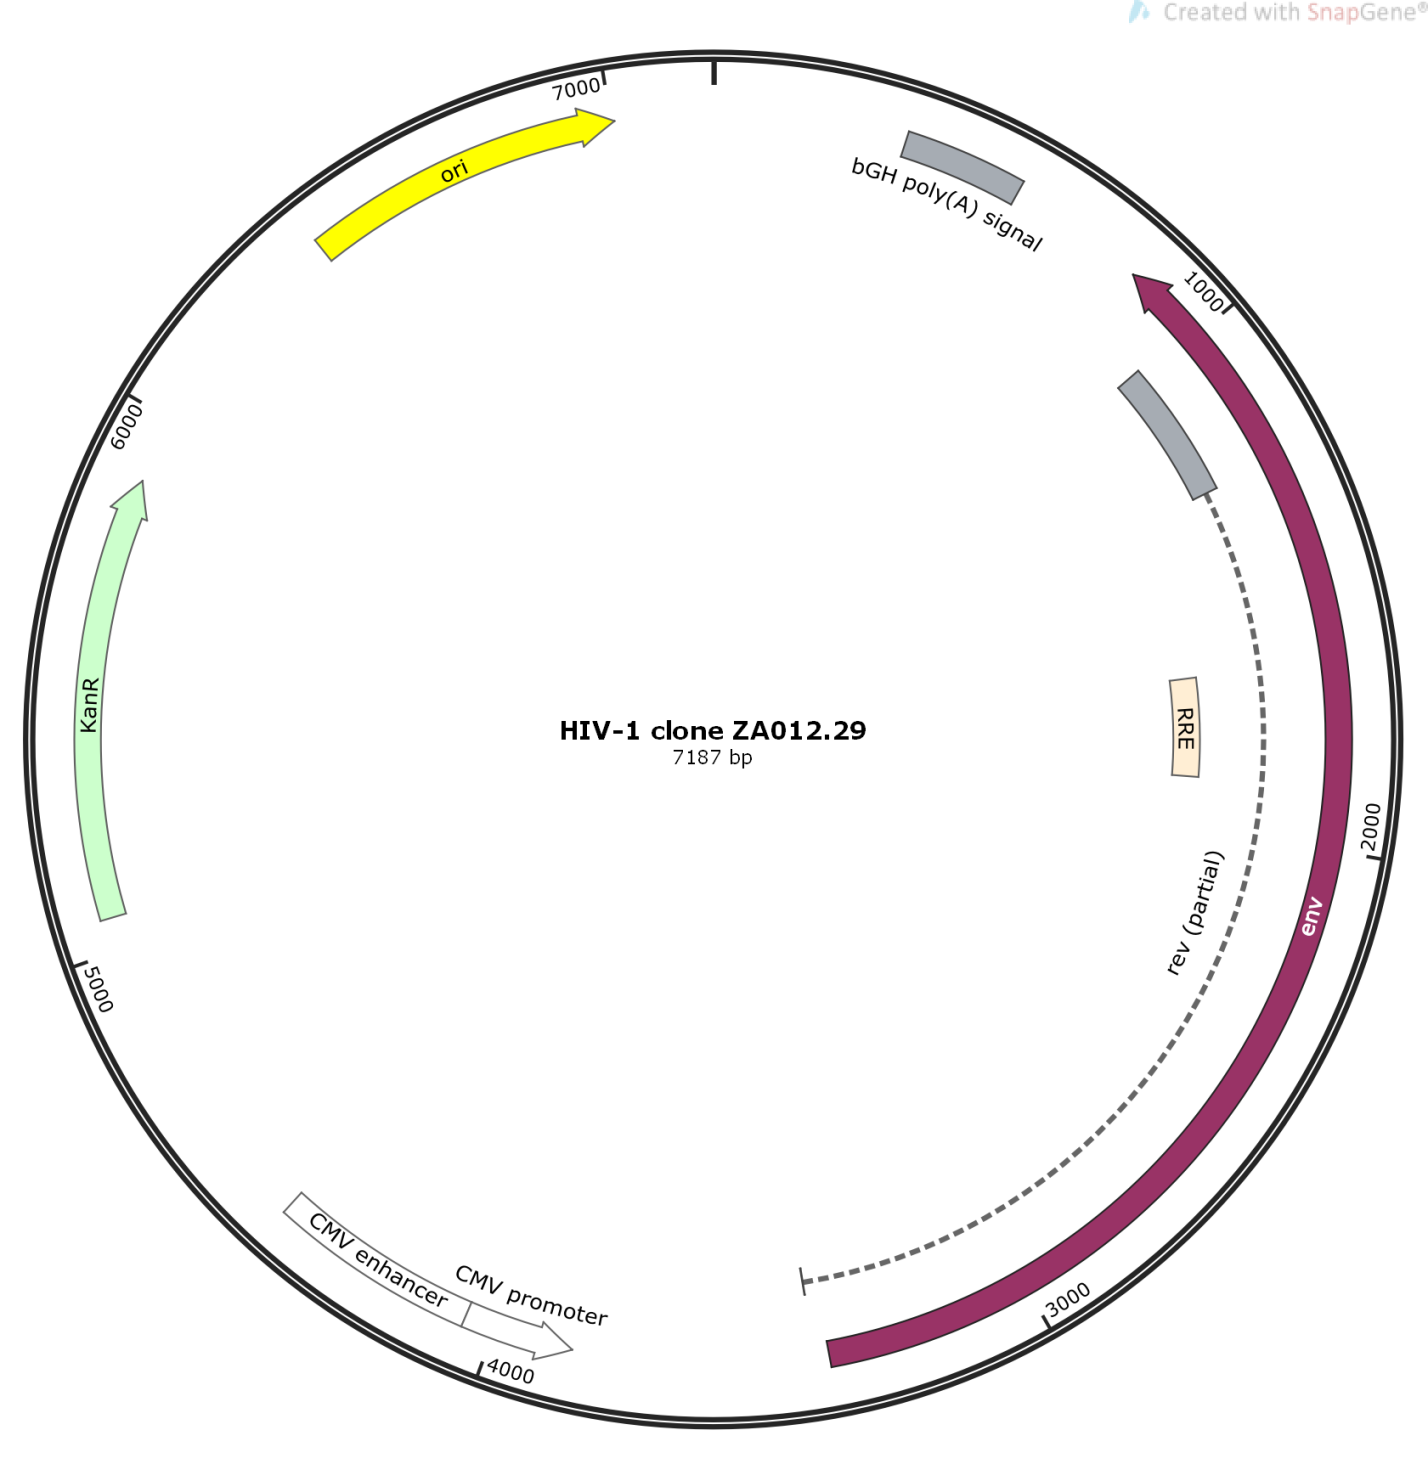 Created with SnapGene®
7000
ori
bGH poly(A) signal
1000
6000
KanR
RRE
HIV-1 clone ZA012.29
7187 bp
2000
env
rev (partial)
5000
CMV enhancer
CMV promoter
3000
4000